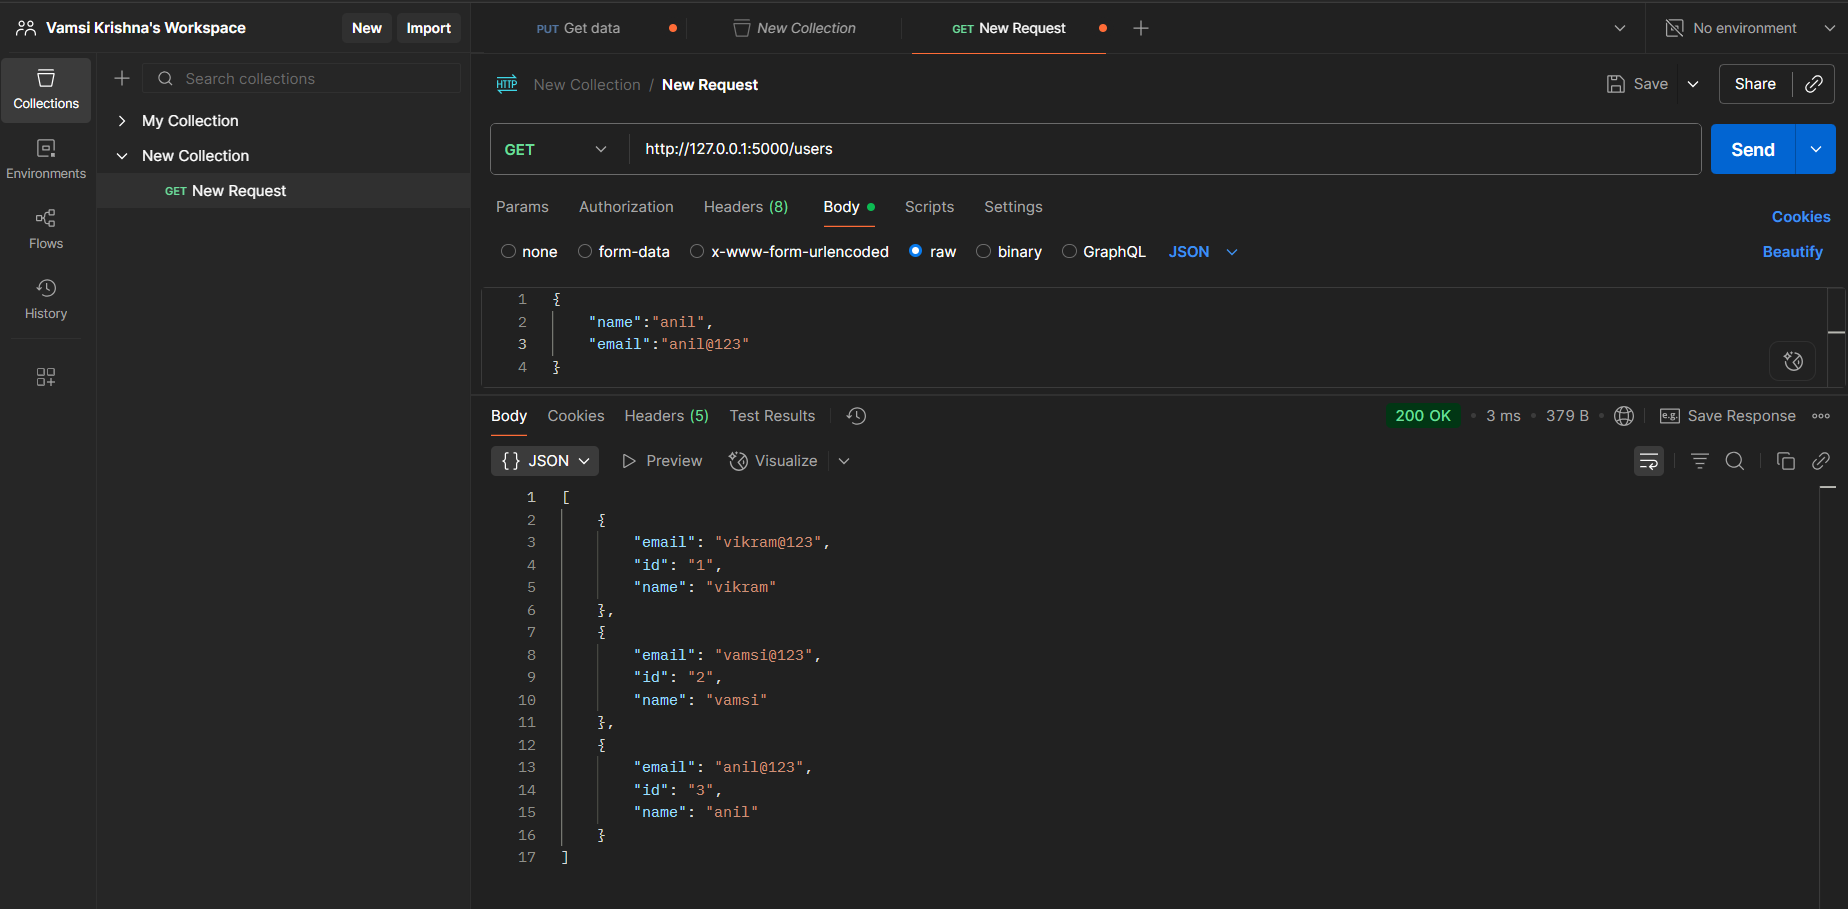 Vamsi Krishna's Workspace New Import
PUT Get data New Collection GET New Request No environment
Collections
Environments
Flows
History
Search collections
My Collection
New Collection
GET New Request
HTTP New Collection / New Request Save Share
GET http://127.0.0.1:5000/users Send
Params Authorization Headers (8) Body Scripts Settings Cookies
none form-data x-www-form-urlencoded raw binary GraphQL JSON Beautify
1 {
2 "name":"anil",
3 "email":"anil@123"
4 }
Body Cookies Headers (5) Test Results 200 OK • 3 ms • 379 B • e.g. Save Response
{} JSON Preview Visualize
1 [
2 {
3 "email": "vikram@123",
4 "id": "1",
5 "name": "vikram"
6 },
7 {
8 "email": "vamsi@123",
9 "id": "2",
10 "name": "vamsi"
11 },
12 {
13 "email": "anil@123",
14 "id": "3",
15 "name": "anil"
16 }
17 ]